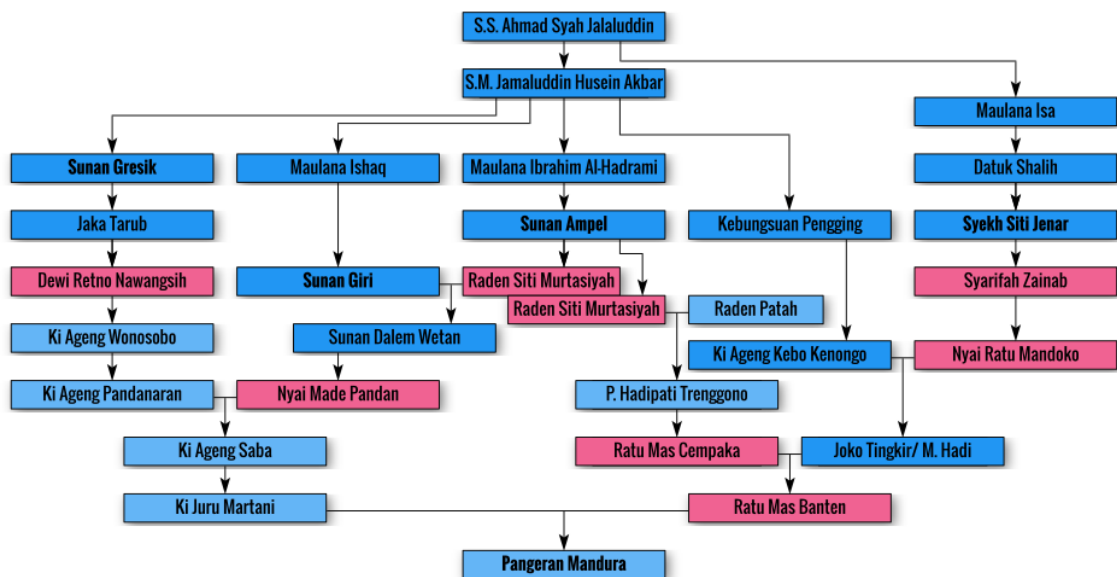 S.S. Ahmad Syah Jalaluddin
S.M. Jamaluddin Husein Akbar
Maulana Isa
Sunan Gresik
Maulana Ishaq
Maulana Ibrahim Al-Hadrami
Datuk Shalih
Jaka Tarub
Sunan Ampel
Kebungsuan Pengging
Syekh Siti Jenar
Dewi Retno Nawangsih
Sunan Giri
Raden Siti Murtasiyah
Syarifah Zainab
Raden Siti Murtasiyah
Raden Patah
Ki Ageng Wonosobo
Sunan Dalem Wetan
Ki Ageng Kebo Kenongo
Nyai Ratu Mandoko
Ki Ageng Pandanaran
Nyai Made Pandan
P. Hadipati Trenggono
Ki Ageng Saba
Ratu Mas Cempaka
Joko Tingkir/ M. Hadi
Ki Juru Martani
Ratu Mas Banten
Pangeran Mandura